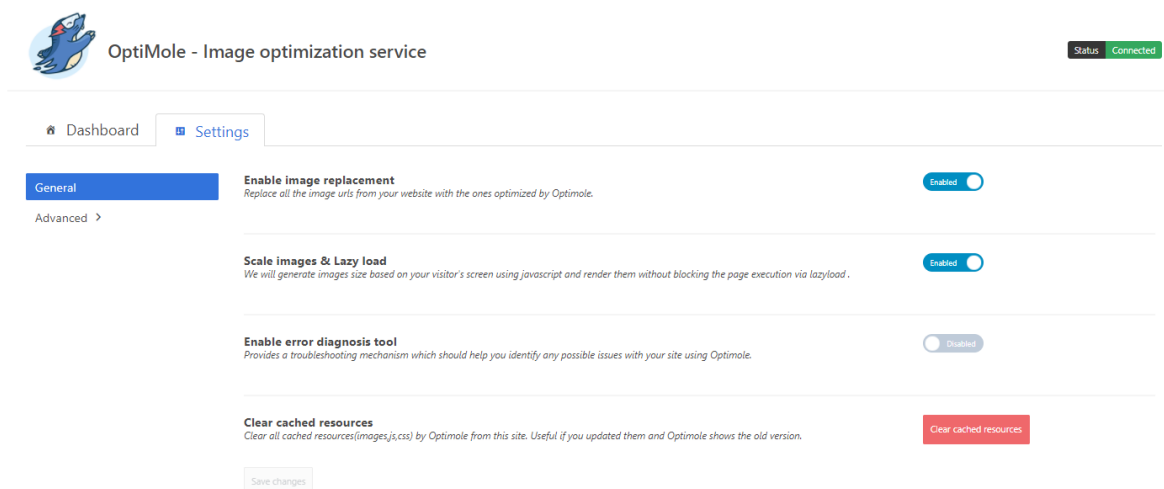 OptiMole - Image optimization service
Status Connected
Dashboard Settings
General
Advanced
Enable image replacement
Replace all the image urls from your website with the ones optimized by Optimole.
Enabled
Scale images & Lazy load
We will generate images size based on your visitor's screen using javascript and render them without blocking the page execution via lazyload .
Enabled
Enable error diagnosis tool
Provides a troubleshooting mechanism which should help you identify any possible issues with your site using Optimole.
Disabled
Clear cached resources
Clear all cached resources(images,js,css) by Optimole from this site. Useful if you updated them and Optimole shows the old version.
Clear cached resources
Save changes